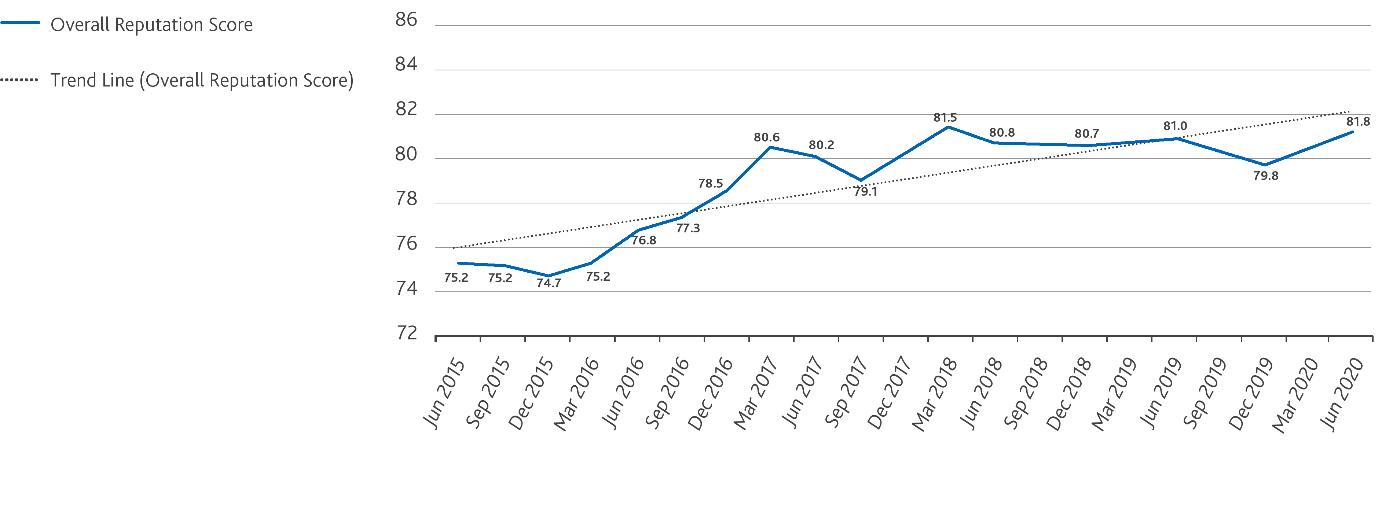 Overall Reputation Score
Trend Line (Overall Reputation Score)
86
84
82
80
78
76
74
72
75.2
75.2
74.7
75.2
76.8
77.3
78.5
80.6
80.2
79.1
81.5
80.8
80.7
81.0
79.8
81.8
Jun 2015
Sep 2015
Dec 2015
Mar 2016
Jun 2016
Sep 2016
Dec 2016
Mar 2017
Jun 2017
Sep 2017
Dec 2017
Mar 2018
Jun 2018
Sep 2018
Dec 2018
Mar 2019
Jun 2019
Sep 2019
Dec 2019
Mar 2020
Jun 2020